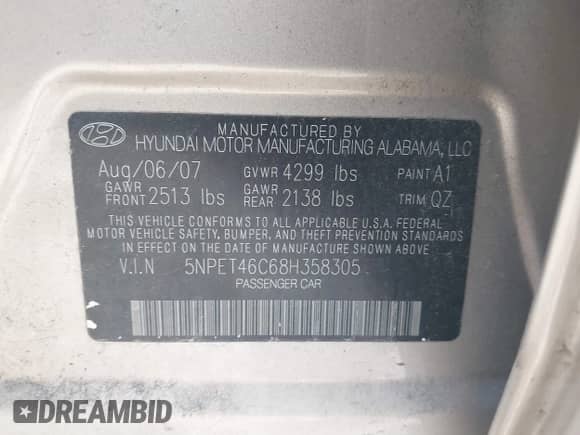 MANUFACTURED BY
HYUNDAI MOTOR MANUFACTURING ALABAMA, LLC
Aug/06/07 GVWR 4299 lbs PAINT A1
GAWR FRONT 2513 lbs GAWR REAR 2138 lbs TRIM QZ
THIS VEHICLE CONFORMS TO ALL APPLICABLE U.S.A. FEDERAL
MOTOR VEHICLE SAFETY, BUMPER, AND THEFT PREVENTION STANDARDS
IN EFFECT ON THE DATE OF MANUFACTURE SHOWN ABOVE.
V.I.N 5NPET46C68H358305
PASSENGER CAR
DREAMBID